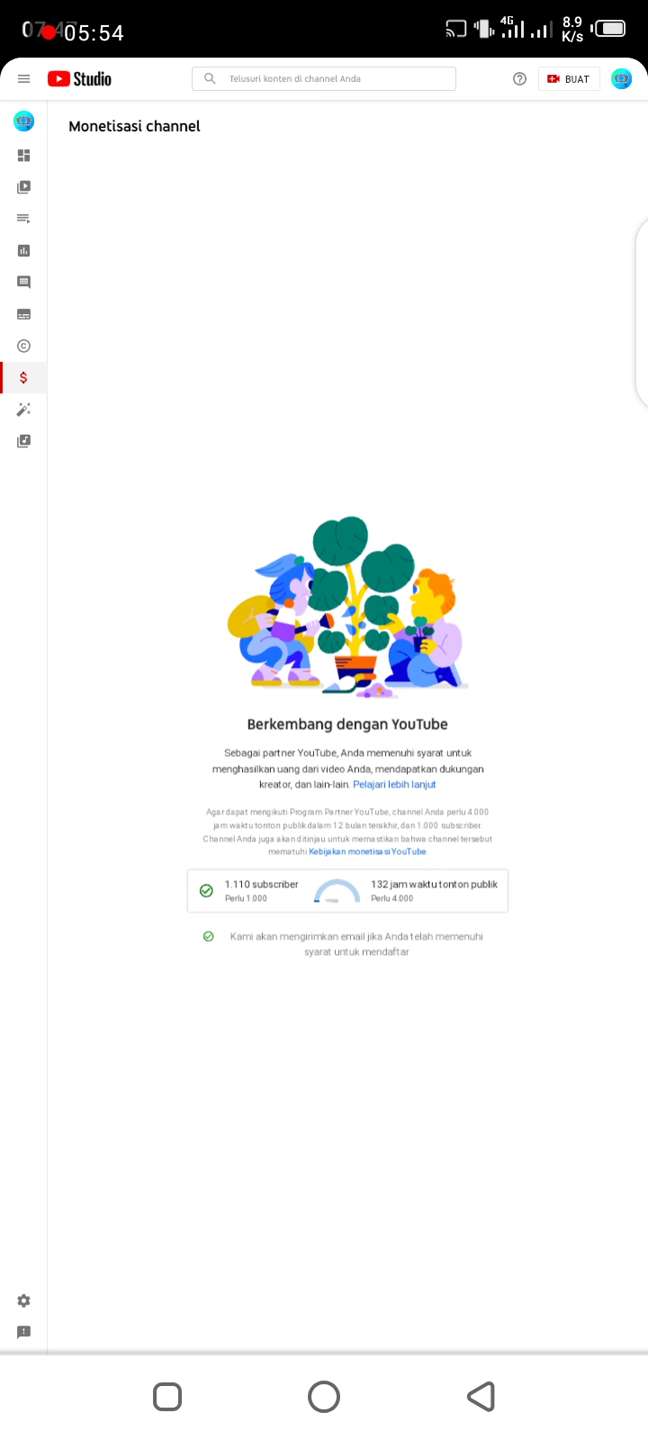 05:54
4G
8.9
K/s
Studio
Telusuri konten di channel Anda
BUAT
Monetisasi channel
Berkembang dengan YouTube
Sebagai partner YouTube, Anda memenuhi syarat untuk
menghasilkan uang dari video Anda, mendapatkan dukungan
kreator, dan lain-lain. Pelajari lebih lanjut
Agar dapat mengikuti Program Partner YouTube, channel Anda perlu 4.000
jam waktu tonton publik dalam 12 bulan terakhir, dan 1.000 subscriber.
Channel Anda juga akan ditinjau untuk memastikan bahwa channel tersebut
mematuhi Kebijakan monetisasi YouTube.
1.110 subscriber
Perlu 1.000
132 jam waktu tonton publik
Perlu 4.000
Kami akan mengirimkan email jika Anda telah memenuhi
syarat untuk mendaftar